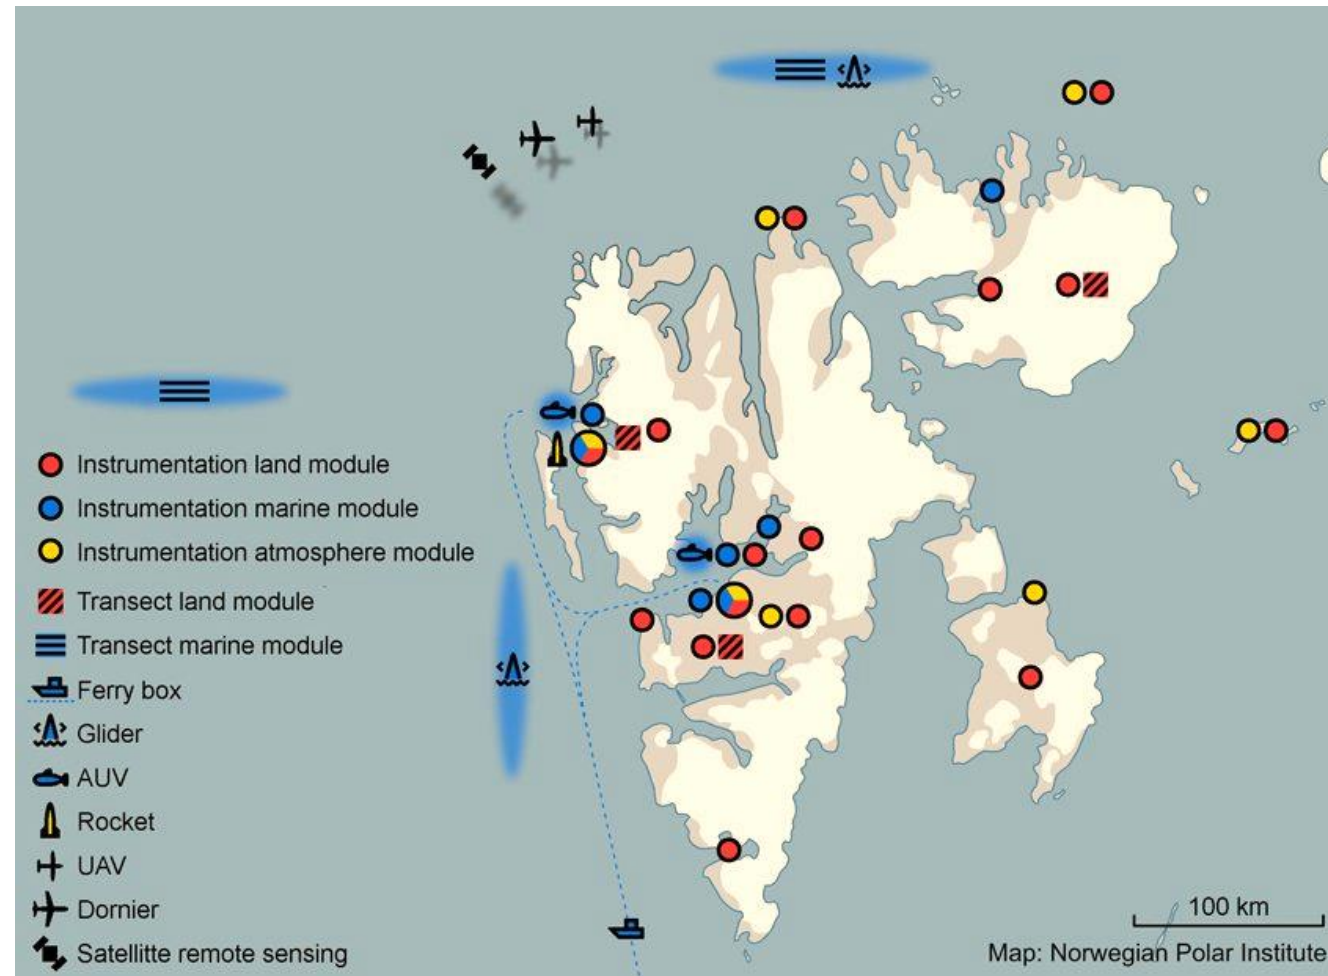 Instrumentation land module
Instrumentation marine module
Instrumentation atmosphere module
Transect land module
Transect marine module
Ferry box
Glider
AUV
Rocket
UAV
Dornier
Satellitte remote sensing
100 km
Map: Norwegian Polar Institute